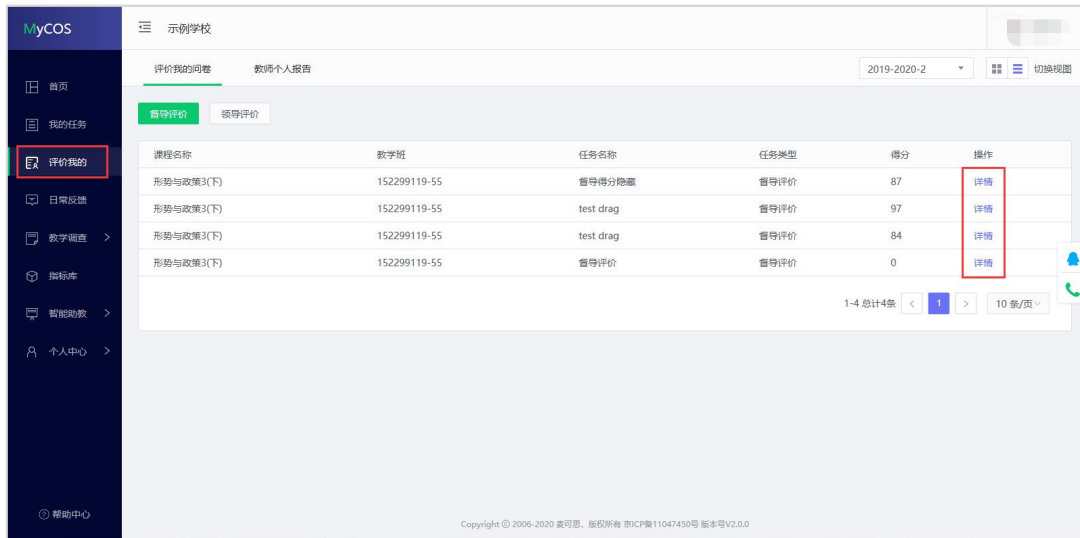 MyCOS
示例学校
评价我的问卷 教师个人报告 2019-2020-2 切换视图
首页
我的任务
评价我的
日常反馈
教学调查 >
指标库
智能助教 >
个人中心 >
帮助中心
督导评价 领导评价
课程名称 教学班 任务名称 任务类型 得分 操作
形势与政策3(下) 152299119-55 督导得分隐藏 督导评价 87 详情
形势与政策3(下) 152299119-55 test drag 督导评价 97 详情
形势与政策3(下) 152299119-55 test drag 督导评价 84 详情
形势与政策3(下) 152299119-55 督导评价 督导评价 0 详情
1-4 总计4条 < 1 > 10 条/页
Copyright © 2006-2020 麦可思，版权所有 京ICP备11047450号 版本号V2.0.0